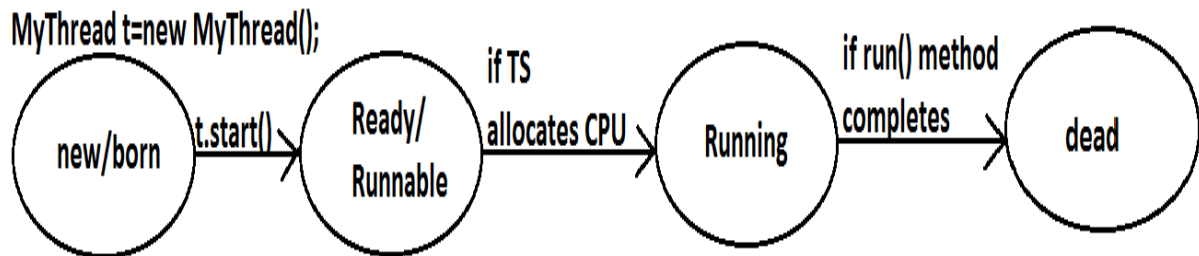 MyThread t=new MyThread();
new/born
t.start()
Ready/
Runnable
if TS
allocates CPU
Running
if run() method
completes
dead